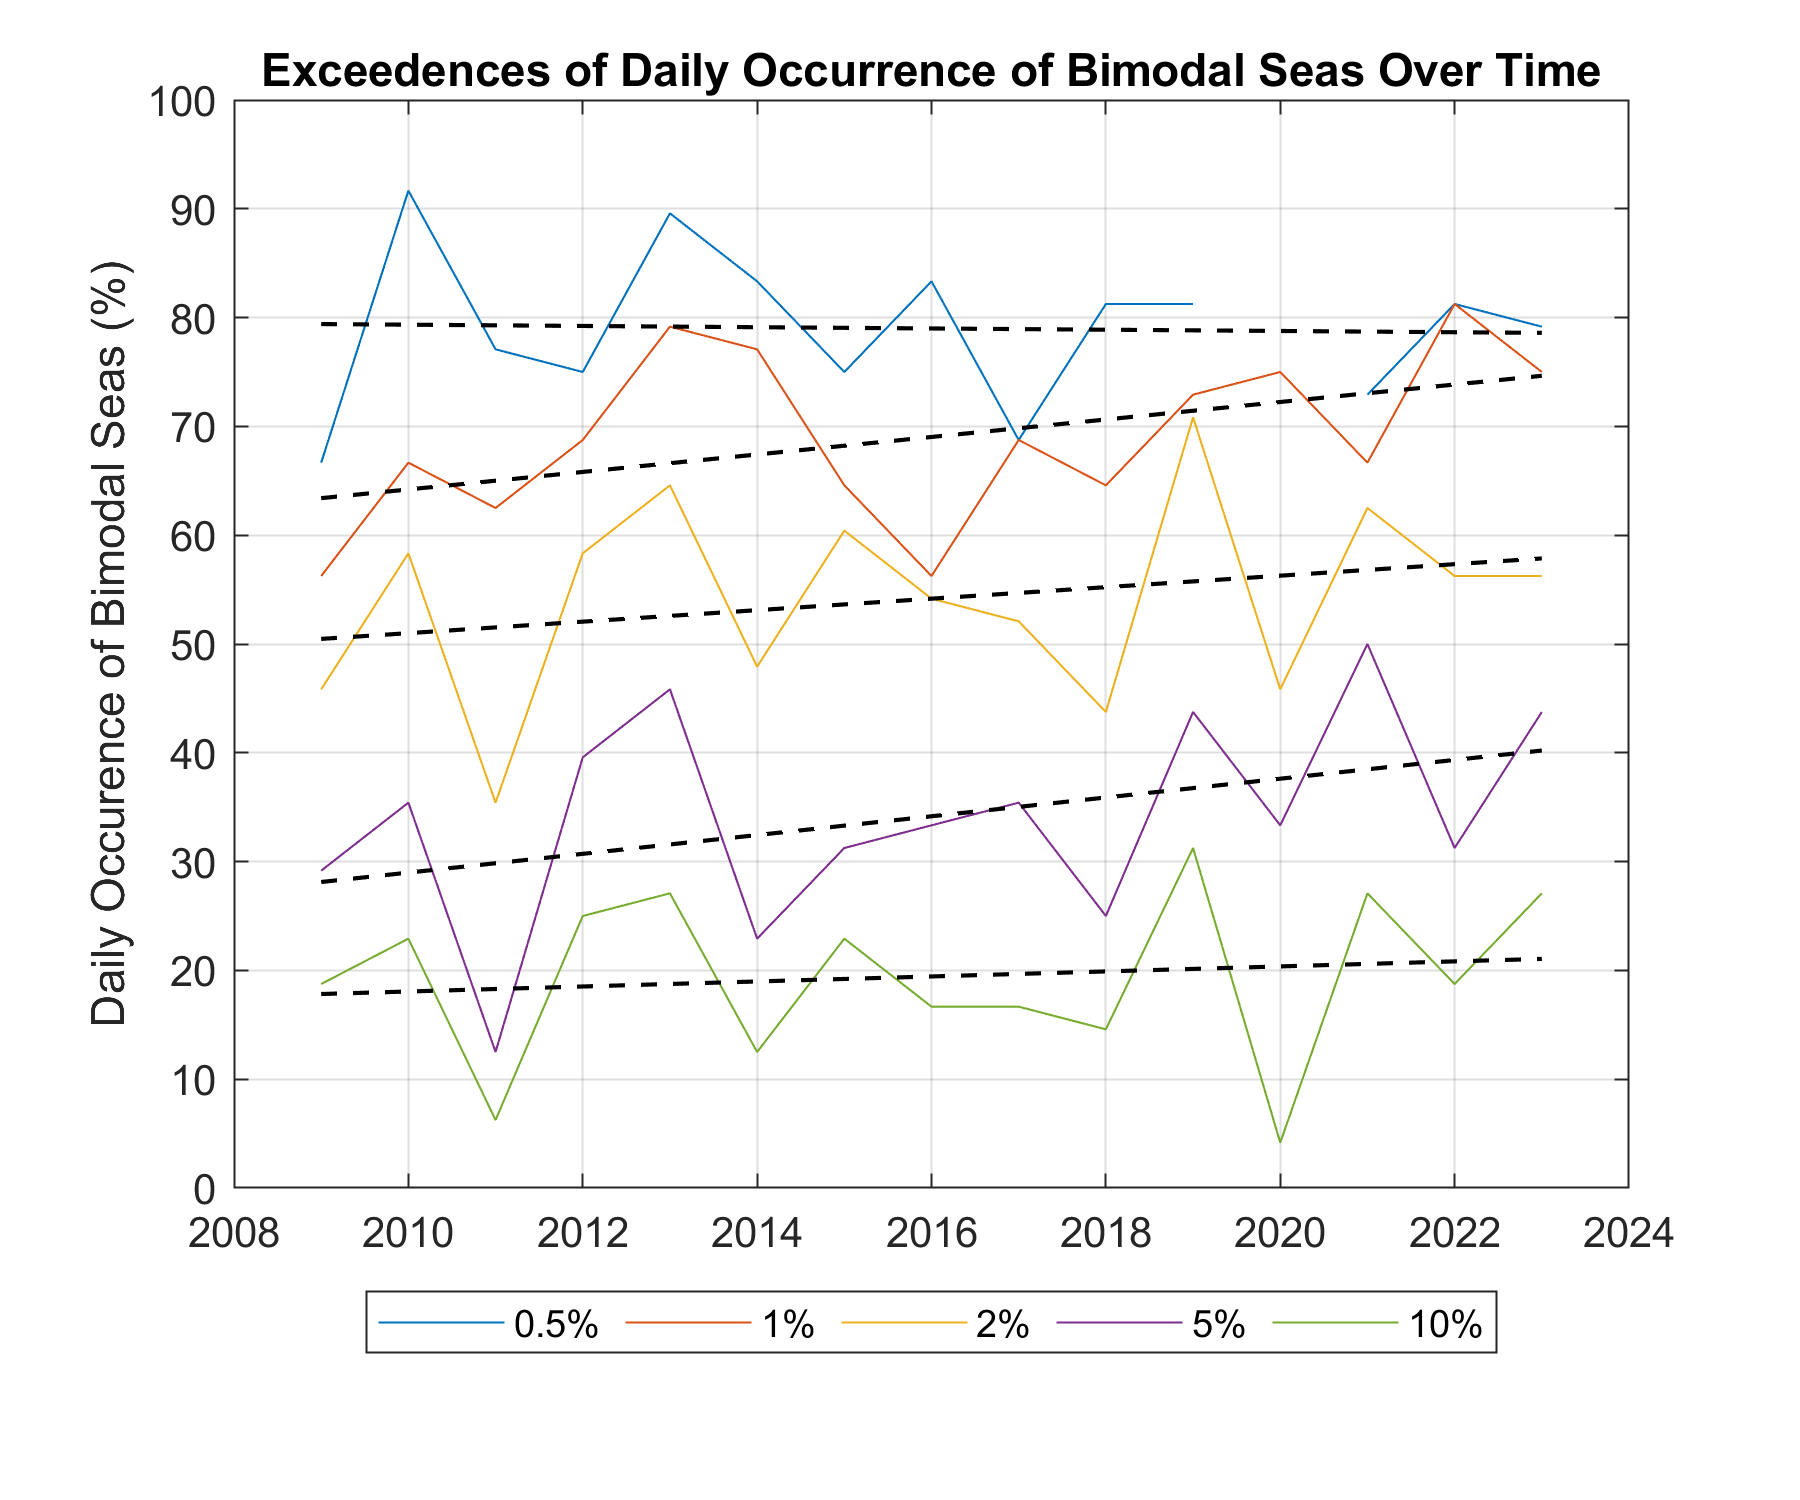 Exceedences of Daily Occurrence of Bimodal Seas Over Time
Daily Occurence of Bimodal Seas (%)
100
90
80
70
60
50
40
30
20
10
0
2008 2010 2012 2014 2016 2018 2020 2022 2024
0.5% 1% 2% 5% 10%